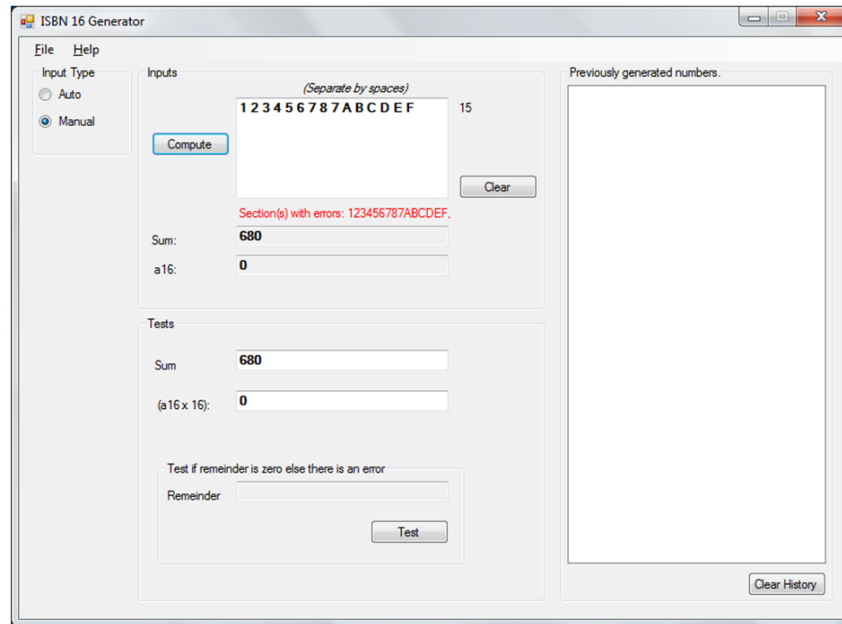 ISBN 16 Generator
File Help
Input Type
Auto
Manual
Inputs
(Separate by spaces)
1 2 3 4 5 6 7 8 7 A B C D E F
15
Compute
Clear
Section(s) with errors: 123456787ABCDEF,
Sum:
680
a16:
0
Tests
Sum
680
(a16 x 16):
0
Test if remeinder is zero else there is an error
Remeinder
Test
Previously generated numbers.
Clear History